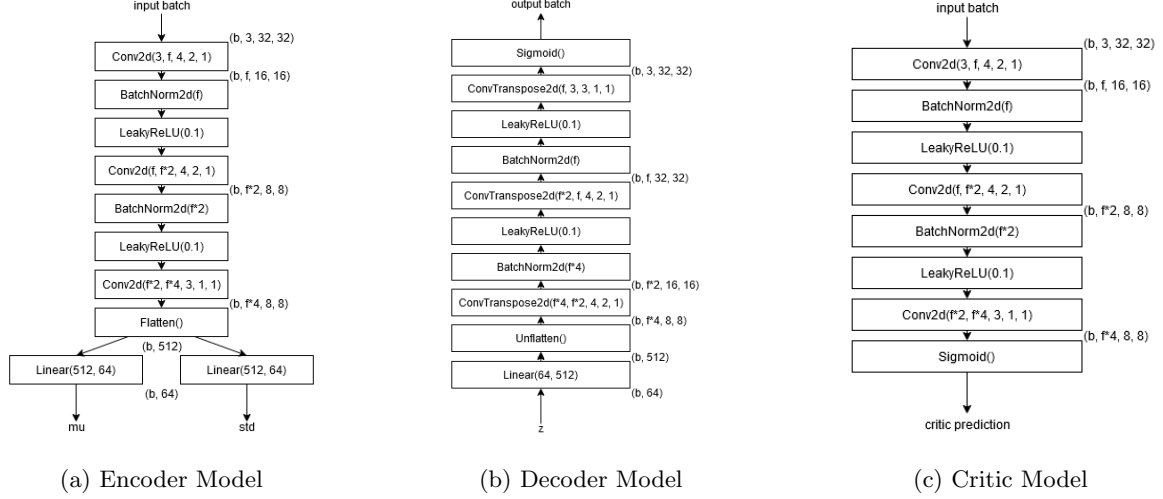 input batch
(b, 3, 32, 32)
Conv2d(3, f, 4, 2, 1)
(b, f, 16, 16)
BatchNorm2d(f)
LeakyReLU(0.1)
Conv2d(f, f*2, 4, 2, 1)
(b, f*2, 8, 8)
BatchNorm2d(f*2)
LeakyReLU(0.1)
Conv2d(f*2, f*4, 3, 1, 1)
(b, f*4, 8, 8)
Flatten()
(b, 512)
Linear(512, 64)
Linear(512, 64)
(b, 64)
mu
std
(a) Encoder Model
output batch
Sigmoid()
(b, 3, 32, 32)
ConvTranspose2d(f, 3, 3, 1, 1)
LeakyReLU(0.1)
BatchNorm2d(f)
(b, f, 32, 32)
ConvTranspose2d(f*2, f, 4, 2, 1)
LeakyReLU(0.1)
BatchNorm2d(f*4)
(b, f*2, 16, 16)
ConvTranspose2d(f*4, f*2, 4, 2, 1)
(b, f*4, 8, 8)
Unflatten()
(b, 512)
Linear(64, 512)
(b, 64)
z
(b) Decoder Model
input batch
(b, 3, 32, 32)
Conv2d(3, f, 4, 2, 1)
(b, f, 16, 16)
BatchNorm2d(f)
LeakyReLU(0.1)
Conv2d(f, f*2, 4, 2, 1)
(b, f*2, 8, 8)
BatchNorm2d(f*2)
LeakyReLU(0.1)
Conv2d(f*2, f*4, 3, 1, 1)
(b, f*4, 8, 8)
Sigmoid()
critic prediction
(c) Critic Model